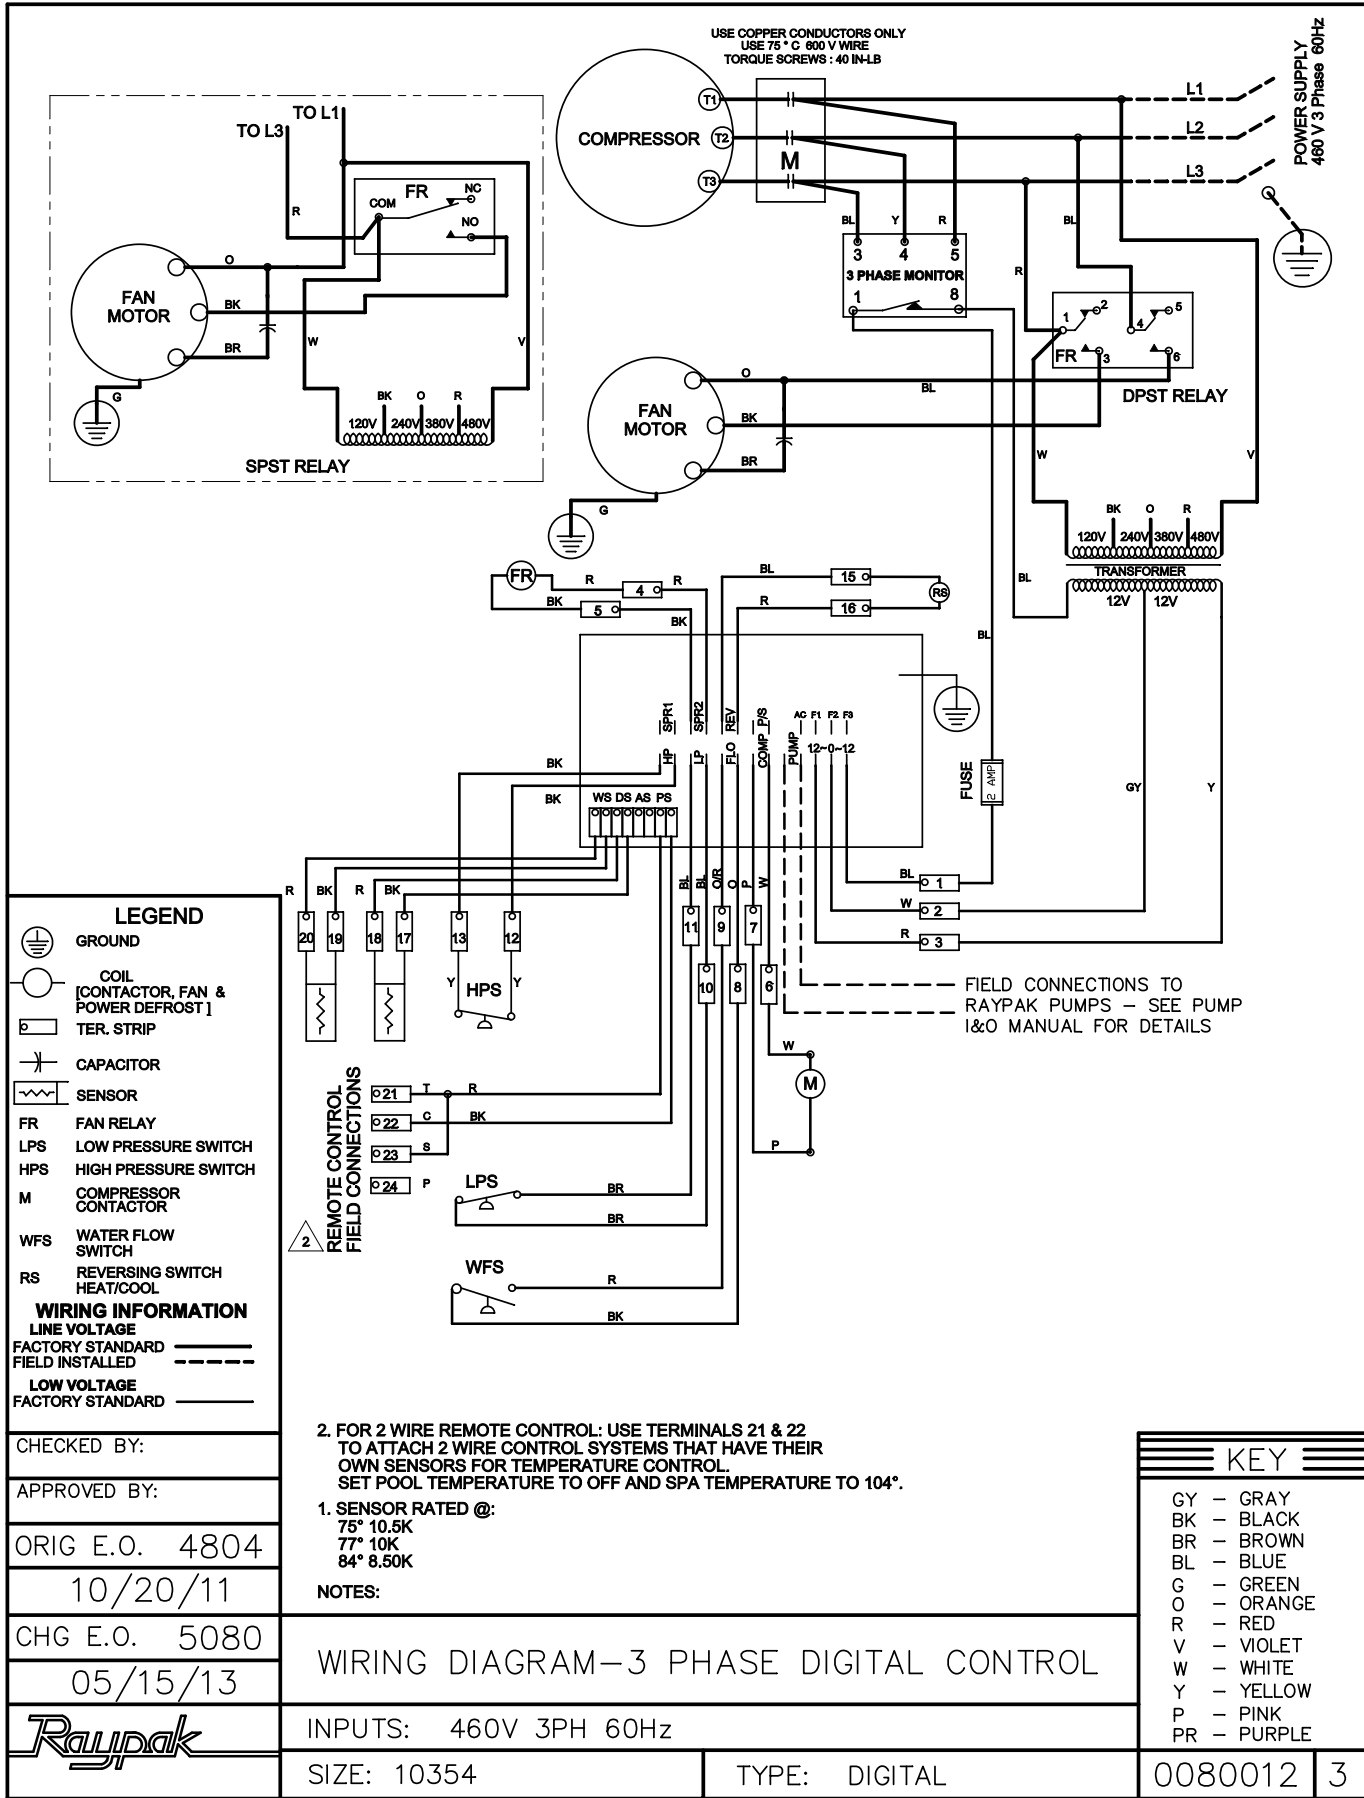 USE COPPER CONDUCTORS ONLY
USE 75 ° C 600 V WIRE
TORQUE SCREWS : 40 IN-LB
POWER SUPPLY
460 V 3 Phase 60Hz
L1
L2
L3
COMPRESSOR
T1
T2
T3
M
BL
Y
R
3
4
5
3 PHASE MONITOR
1
8
TO L1
TO L3
R
FR
NC
COM
NO
O
FAN
MOTOR
BK
BR
G
W
V
BK O R
120V 240V 380V 480V
SPST RELAY
FAN
MOTOR
O
BK
BR
G
BL
BL
R
1
2
3
4
5
6
FR
DPST RELAY
W
V
BK O R
120V 240V 380V 480V
TRANSFORMER
12V 12V
BL
BL
GY
Y
FR
R
4
R
BK
5
BK
BL
15
R
16
RS
SPR1
SPR2
REV
P/S
HP
LP
FLO
COMP
PUMP
AC F1 F2 F3
12~0~12
FUSE
2 AMP
BK
BK
WS DS AS PS
BL
BL
O/R
O
P
W
BL
1
W
2
R
3
R
BK
R
BK
20
19
18
17
13
12
11
9
7
10
8
6
Y
HPS
Y
FIELD CONNECTIONS TO
RAYPAK PUMPS – SEE PUMP
I&O MANUAL FOR DETAILS
W
M
P
REMOTE CONTROL
FIELD CONNECTIONS
2
21
T
R
22
C
BK
23
S
24
P
LPS
BR
BR
WFS
R
BK
LEGEND
GROUND
COIL
[CONTACTOR, FAN &
POWER DEFROST ]
TER. STRIP
CAPACITOR
SENSOR
FR FAN RELAY
LPS LOW PRESSURE SWITCH
HPS HIGH PRESSURE SWITCH
M COMPRESSOR
CONTACTOR
WFS WATER FLOW
SWITCH
RS REVERSING SWITCH
HEAT/COOL
WIRING INFORMATION
LINE VOLTAGE
FACTORY STANDARD
FIELD INSTALLED
LOW VOLTAGE
FACTORY STANDARD
CHECKED BY:
APPROVED BY:
ORIG E.O. 4804
10/20/11
CHG E.O. 5080
05/15/13
Raypak
2. FOR 2 WIRE REMOTE CONTROL: USE TERMINALS 21 & 22
TO ATTACH 2 WIRE CONTROL SYSTEMS THAT HAVE THEIR
OWN SENSORS FOR TEMPERATURE CONTROL.
SET POOL TEMPERATURE TO OFF AND SPA TEMPERATURE TO 104°.
1. SENSOR RATED @:
75° 10.5K
77° 10K
84° 8.50K
NOTES:
WIRING DIAGRAM–3 PHASE DIGITAL CONTROL
INPUTS: 460V 3PH 60Hz
SIZE: 10354
TYPE: DIGITAL
KEY
GY – GRAY
BK – BLACK
BR – BROWN
BL – BLUE
G – GREEN
O – ORANGE
R – RED
V – VIOLET
W – WHITE
Y – YELLOW
P – PINK
PR – PURPLE
0080012 3